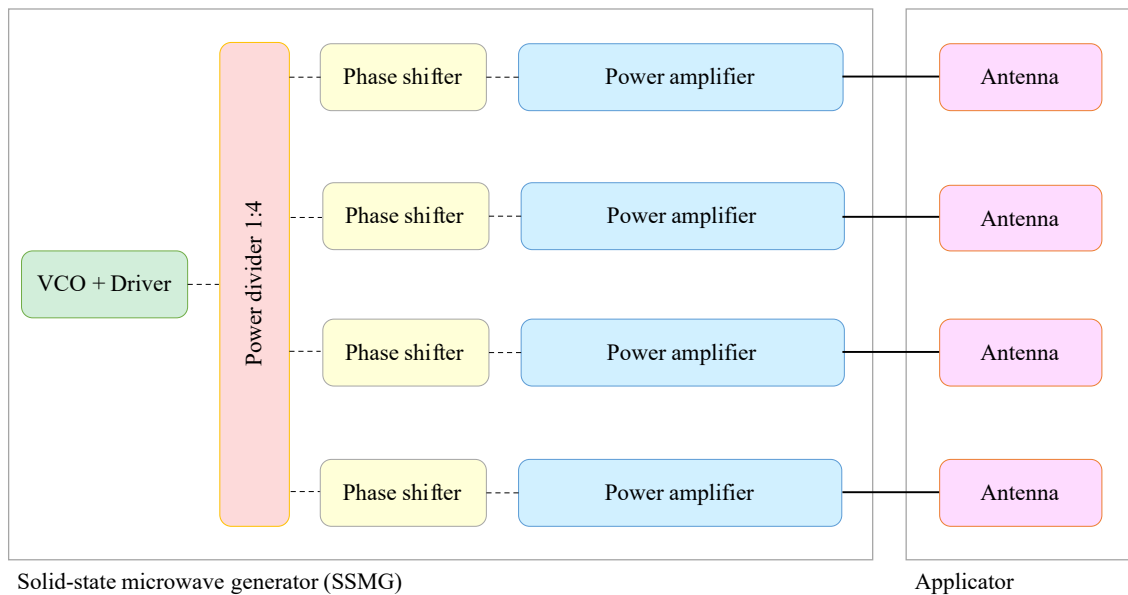 Phase shifter
Power amplifier
Antenna
Phase shifter
Power amplifier
Antenna
VCO + Driver
Power divider 1:4
Phase shifter
Power amplifier
Antenna
Phase shifter
Power amplifier
Antenna
Solid-state microwave generator (SSMG)
Applicator